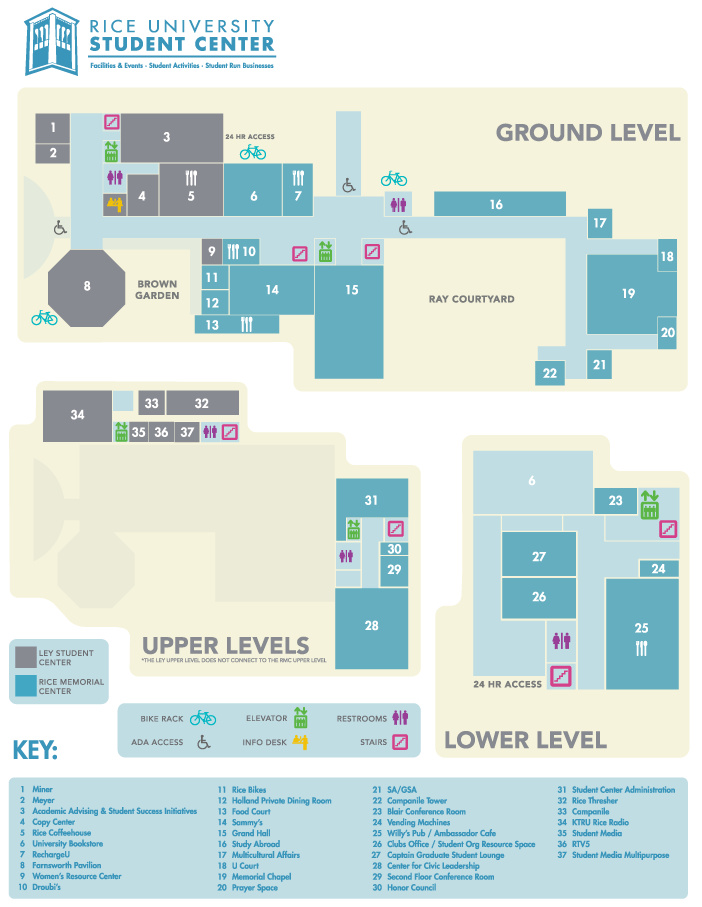 RICE UNIVERSITY
STUDENT CENTER
Facilities & Events · Student Activities · Student Run Businesses
GROUND LEVEL
1
2
3
24 HR ACCESS
4
5
6
7
8
BROWN
GARDEN
9
10
11
12
13
14
15
16
17
18
19
20
21
22
RAY COURTYARD
34
33
32
35
36
37
31
30
29
28
UPPER LEVELS
*THE LEY UPPER LEVEL DOES NOT CONNECT TO THE RMC UPPER LEVEL
6
23
24
27
26
25
24 HR ACCESS
LOWER LEVEL
LEY STUDENT
CENTER
RICE MEMORIAL
CENTER
BIKE RACK
ELEVATOR
RESTROOMS
ADA ACCESS
INFO DESK
STAIRS
KEY:
1 Miner
2 Meyer
3 Academic Advising & Student Success Initiatives
4 Copy Center
5 Rice Coffeehouse
6 University Bookstore
7 RechargeU
8 Farnsworth Pavilion
9 Women's Resource Center
10 Droubi's
11 Rice Bikes
12 Holland Private Dining Room
13 Food Court
14 Sammy's
15 Grand Hall
16 Study Abroad
17 Multicultural Affairs
18 U Court
19 Memorial Chapel
20 Prayer Space
21 SA/GSA
22 Campanile Tower
23 Blair Conference Room
24 Vending Machines
25 Willy's Pub / Ambassador Cafe
26 Clubs Office / Student Org Resource Space
27 Captain Graduate Student Lounge
28 Center for Civic Leadership
29 Second Floor Conference Room
30 Honor Council
31 Student Center Administration
32 Rice Thresher
33 Campanile
34 KTRU Rice Radio
35 Student Media
36 RTV5
37 Student Media Multipurpose